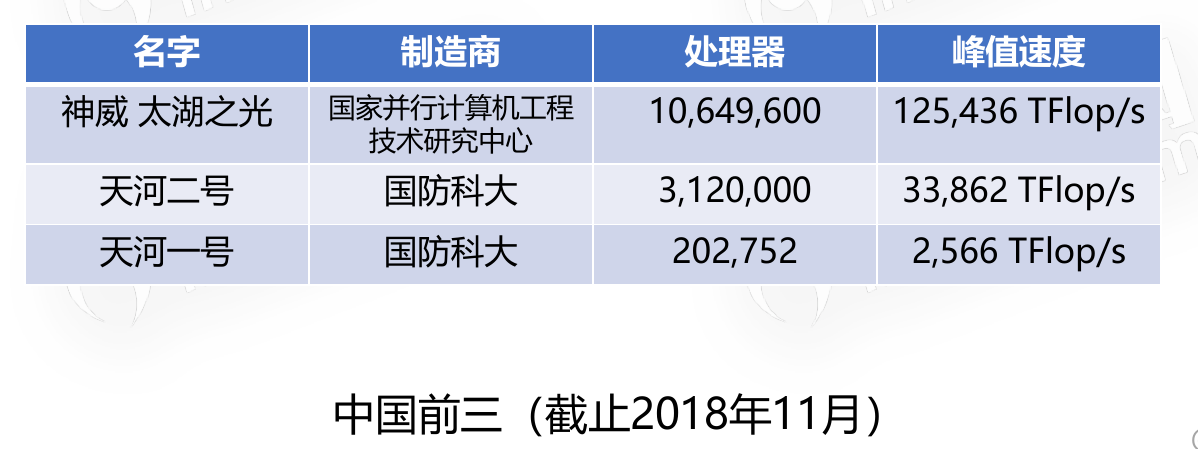 名字 制造商 处理器 峰值速度
神威 太湖之光 国家并行计算机工程 10,649,600 125,436 TFlop/s
技术研究中心
天河二号 国防科大 3,120,000 33,862 TFlop/s
天河一号 国防科大 202,752 2,566 TFlop/s
中国前三（截止2018年11月）